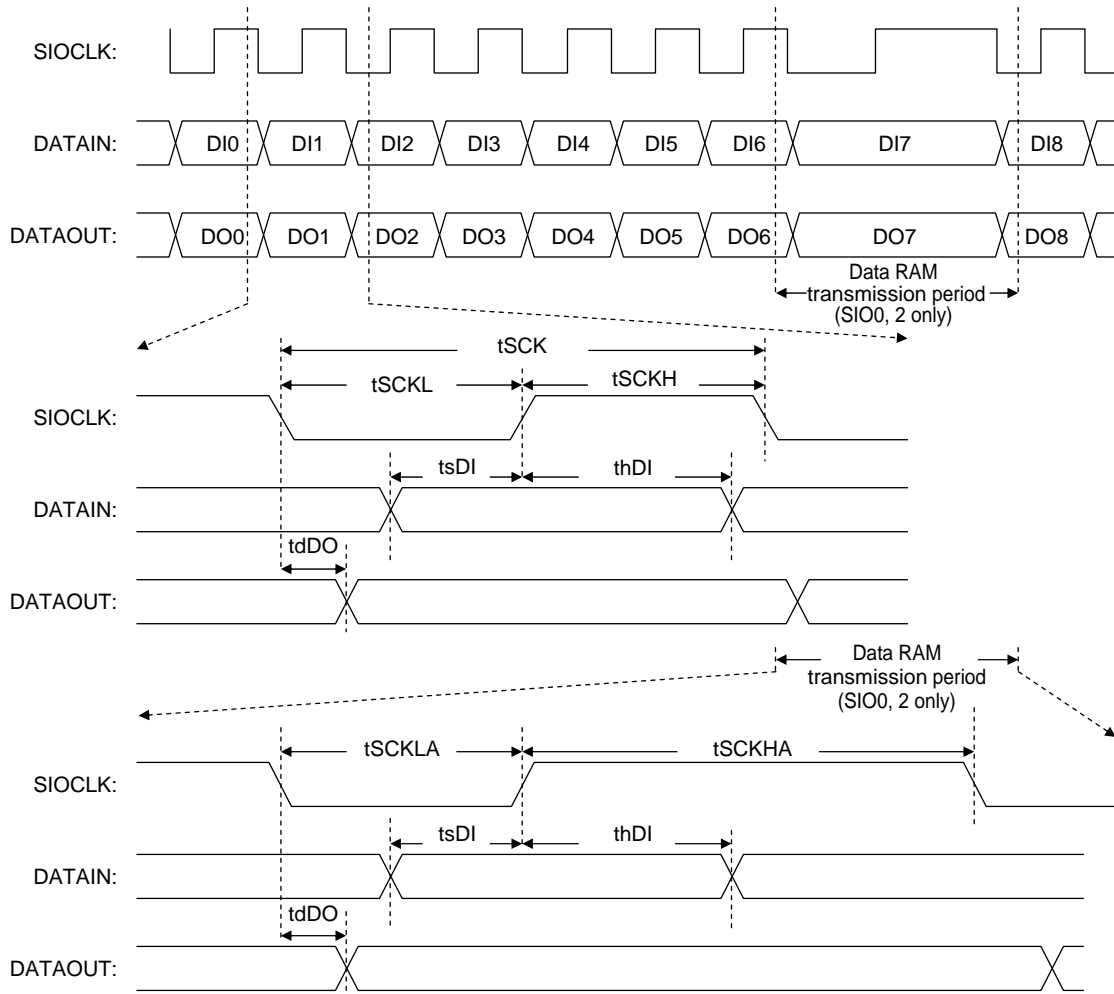 SIOCLK:
DATAIN:
DI0 DI1 DI2 DI3 DI4 DI5 DI6 DI7 DI8
DATAOUT:
DO0 DO1 DO2 DO3 DO4 DO5 DO6 DO7 DO8
Data RAM
transmission period
(SIO0, 2 only)
tSCK
tSCKL tSCKH
SIOCLK:
tsDI thDI
DATAIN:
tdDO
DATAOUT:
Data RAM
transmission period
(SIO0, 2 only)
tSCKLA tSCKHA
SIOCLK:
tsDI thDI
DATAIN:
tdDO
DATAOUT: